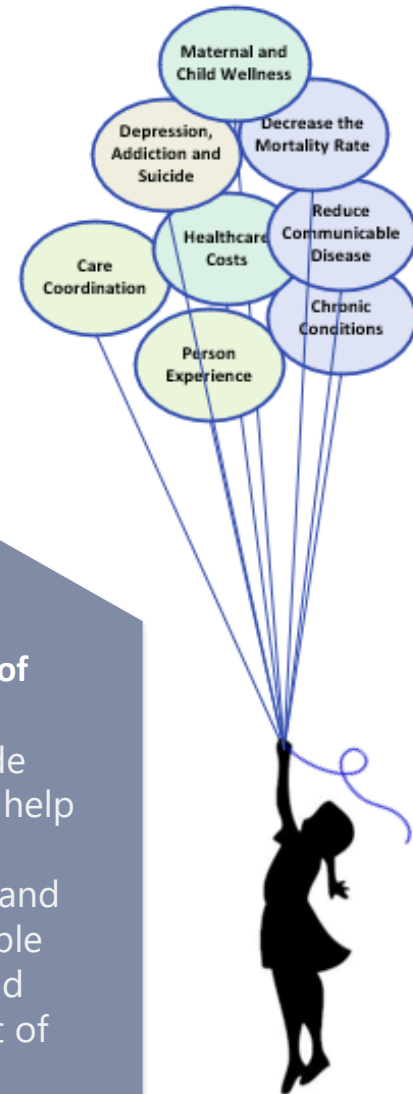 Maternal and
Child Wellness
Depression,
Addiction and
Suicide
Decrease the
Mortality Rate
Reduce
Communicable
Disease
Healthcare
Costs
Care
Coordination
Chronic
Conditions
Person
Experience
of
de
help
and
ple
d
t of